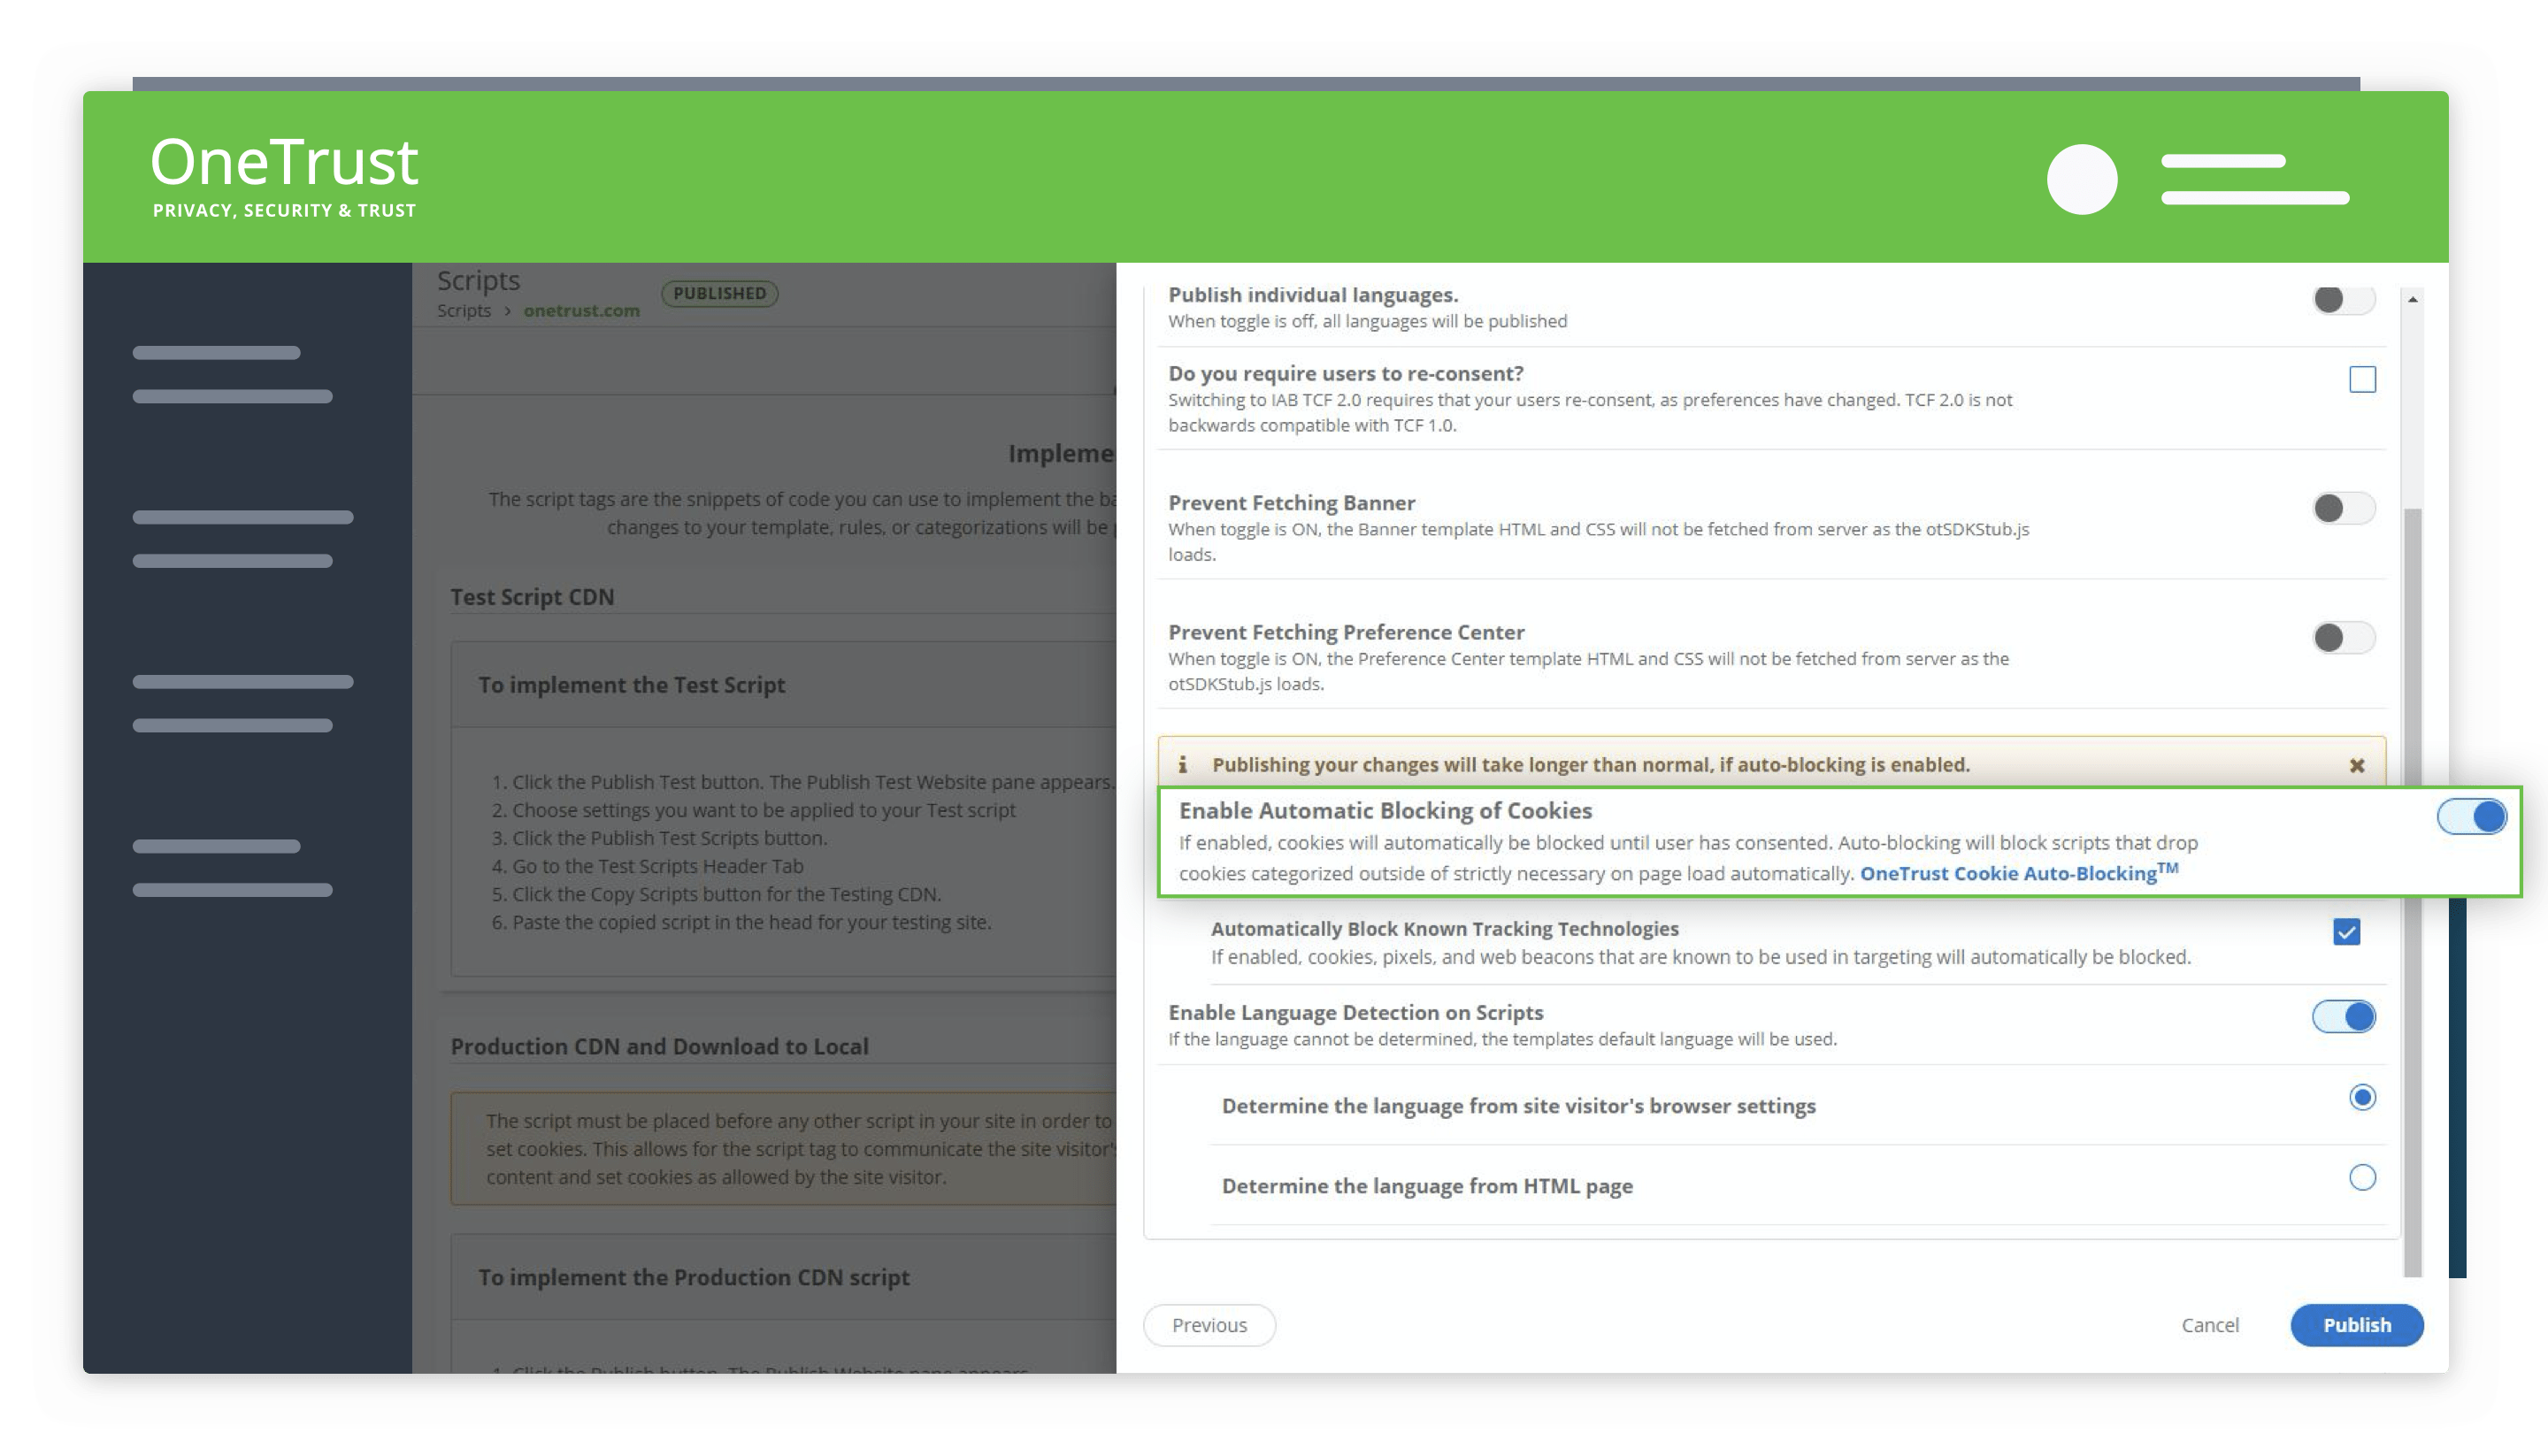 OneTrust
PRIVACY, SECURITY & TRUST
Scripts
Scripts > onetrust.com
PUBLISHED
Impleme
The script tags are the snippets of code you can use to implement the ba
changes to your template, rules, or categorizations will be
Test Script CDN
To implement the Test Script
1. Click the Publish Test button. The Publish Test Website pane appears.
2. Choose settings you want to be applied to your Test script
3. Click the Publish Test Scripts button.
4. Go to the Test Scripts Header Tab
5. Click the Copy Scripts button for the Testing CDN.
6. Paste the copied script in the head for your testing site.
Production CDN and Download to Local
The script must be placed before any other script in your site in order to
set cookies. This allows for the script tag to communicate the site visitor'
content and set cookies as allowed by the site visitor.
To implement the Production CDN script
1. Click the Publish button. The Publish Website pane appears
Publish individual languages.
When toggle is off, all languages will be published
Do you require users to re-consent?
Switching to IAB TCF 2.0 requires that your users re-consent, as preferences have changed. TCF 2.0 is not
backwards compatible with TCF 1.0.
Prevent Fetching Banner
When toggle is ON, the Banner template HTML and CSS will not be fetched from server as the otSDKStub.js
loads.
Prevent Fetching Preference Center
When toggle is ON, the Preference Center template HTML and CSS will not be fetched from server as the
otSDKStub.js loads.
Publishing your changes will take longer than normal, if auto-blocking is enabled.
Enable Automatic Blocking of Cookies
If enabled, cookies will automatically be blocked until user has consented. Auto-blocking will block scripts that drop
cookies categorized outside of strictly necessary on page load automatically. OneTrust Cookie Auto-Blocking™
Automatically Block Known Tracking Technologies
If enabled, cookies, pixels, and web beacons that are known to be used in targeting will automatically be blocked.
Enable Language Detection on Scripts
If the language cannot be determined, the templates default language will be used.
Determine the language from site visitor's browser settings
Determine the language from HTML page
Previous
Cancel
Publish